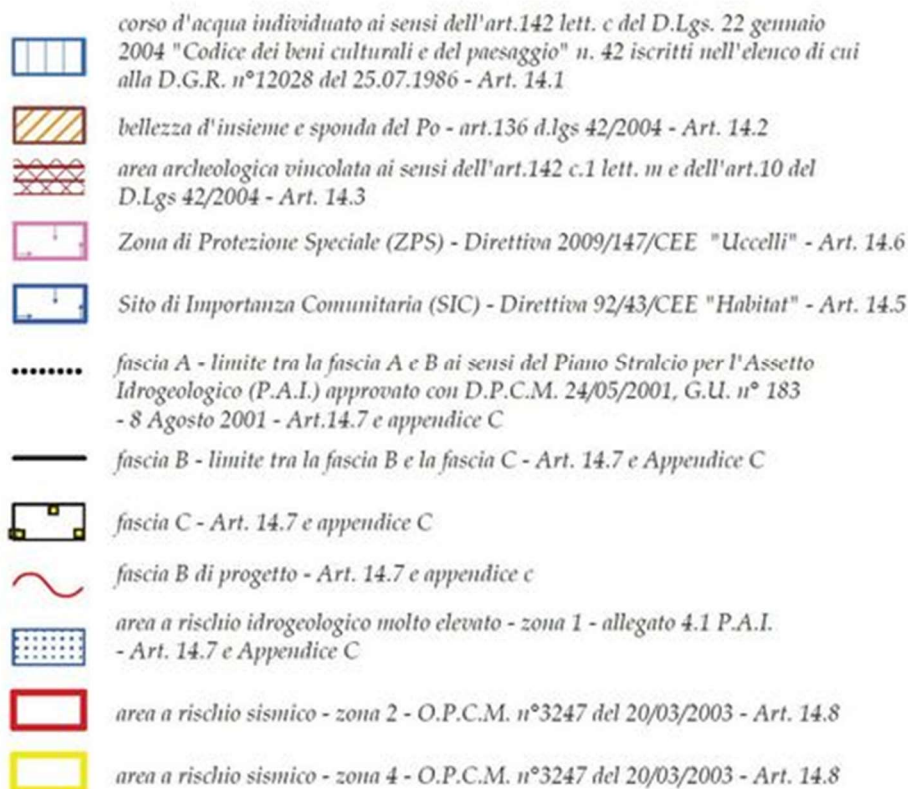 corso d'acqua individuato ai sensi dell'art.142 lett. c del D.Lgs. 22 gennaio
2004 "Codice dei beni culturali e del paesaggio" n. 42 iscritti nell'elenco di cui
alla D.G.R. n°12028 del 25.07.1986 - Art. 14.1
bellezza d'insieme e sponda del Po - art.136 d.lgs 42/2004 - Art. 14.2
area archeologica vincolata ai sensi dell'art.142 c.1 lett. m e dell'art.10 del
D.Lgs 42/2004 - Art. 14.3
Zona di Protezione Speciale (ZPS) - Direttiva 2009/147/CEE "Uccelli" - Art. 14.6
Sito di Importanza Comunitaria (SIC) - Direttiva 92/43/CEE "Habitat" - Art. 14.5
fascia A - limite tra la fascia A e B ai sensi del Piano Stralcio per l'Assetto
Idrogeologico (P.A.I.) approvato con D.P.C.M. 24/05/2001, G.U. n° 183
- 8 Agosto 2001 - Art.14.7 e appendice C
fascia B - limite tra la fascia B e la fascia C - Art. 14.7 e Appendice C
fascia C - Art. 14.7 e appendice C
fascia B di progetto - Art. 14.7 e appendice c
area a rischio idrogeologico molto elevato - zona 1 - allegato 4.1 P.A.I.
- Art. 14.7 e Appendice C
area a rischio sismico - zona 2 - O.P.C.M. n°3247 del 20/03/2003 - Art. 14.8
area a rischio sismico - zona 4 - O.P.C.M. n°3247 del 20/03/2003 - Art. 14.8